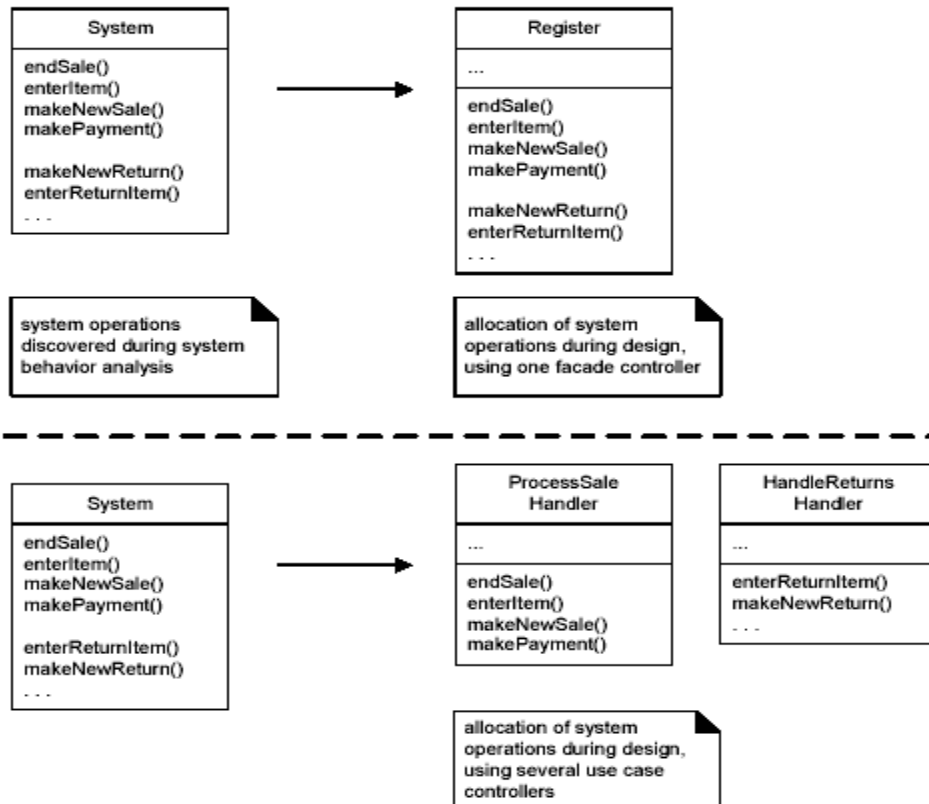 System
endSale()
enterItem()
makeNewSale()
makePayment()
makeNewReturn()
enterReturnItem()
. . .
Register
...
endSale()
enterItem()
makeNewSale()
makePayment()
makeNewReturn()
enterReturnItem()
. . .
system operations
discovered during system
behavior analysis
allocation of system
operations during design,
using one facade controller
System
endSale()
enterItem()
makeNewSale()
makePayment()
enterReturnItem()
makeNewReturn()
. . .
ProcessSale
Handler
...
endSale()
enterItem()
makeNewSale()
makePayment()
HandleReturns
Handler
...
enterReturnItem()
makeNewReturn()
. . .
allocation of system
operations during design,
using several use case
controllers